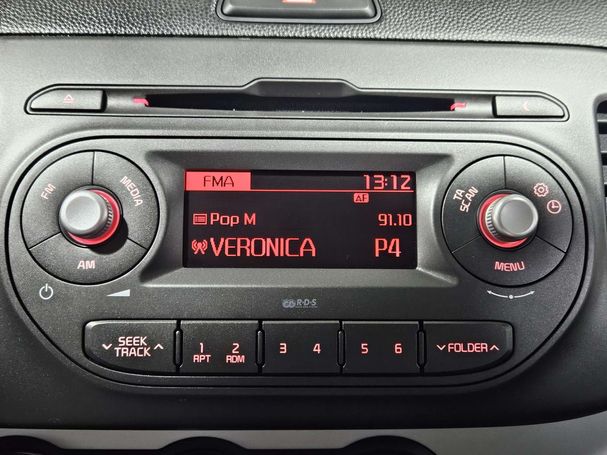 FMA 13:12
AF
Pop M 91.10
VERONICA P4
FM MEDIA AM
TA SCAN MENU
R·D·S
SEEK TRACK
1 RPT
2 RDM
3 4
5 6
FOLDER